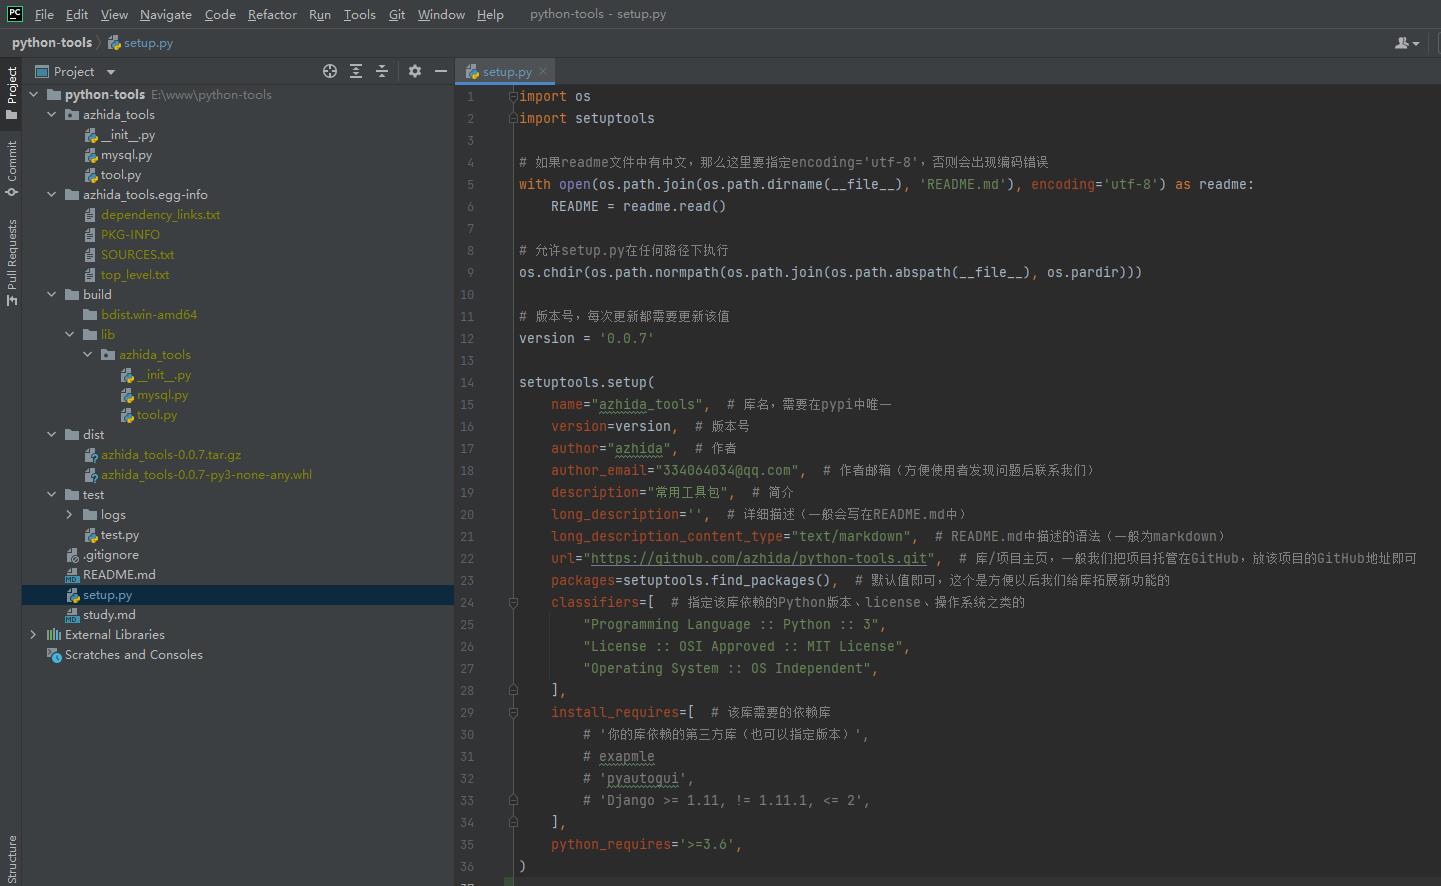 PC File Edit View Navigate Code Refactor Run Tools Git Window Help python-tools - setup.py
python-tools setup.py
Project
Commit
Pull Requests
Structure
Project
python-tools E:\www\python-tools
azhida_tools
__init__.py
mysql.py
tool.py
azhida_tools.egg-info
dependency_links.txt
PKG-INFO
SOURCES.txt
top_level.txt
build
bdist.win-amd64
lib
azhida_tools
__init__.py
mysql.py
tool.py
dist
azhida_tools-0.0.7.tar.gz
azhida_tools-0.0.7-py3-none-any.whl
test
logs
test.py
.gitignore
README.md
setup.py
study.md
External Libraries
Scratches and Consoles
setup.py
1 import os
2 import setuptools
3
4 # 如果readme文件中有中文，那么这里要指定encoding='utf-8'，否则会出现编码错误
5 with open(os.path.join(os.path.dirname(__file__), 'README.md'), encoding='utf-8') as readme:
6     README = readme.read()
7
8 # 允许setup.py在任何路径下执行
9 os.chdir(os.path.normpath(os.path.join(os.path.abspath(__file__), os.pardir)))
10
11 # 版本号，每次更新都需要更新该值
12 version = '0.0.7'
13
14 setuptools.setup(
15     name="azhida_tools",  # 库名，需要在pypi中唯一
16     version=version,  # 版本号
17     author="azhida",  # 作者
18     author_email="334064034@qq.com",  # 作者邮箱（方便使用者发现问题后联系我们）
19     description="常用工具包",  # 简介
20     long_description='',  # 详细描述（一般会写在README.md中）
21     long_description_content_type="text/markdown",  # README.md中描述的语法（一般为markdown）
22     url="https://github.com/azhida/python-tools.git",  # 库/项目主页，一般我们把项目托管在GitHub，放该项目的GitHub地址即可
23     packages=setuptools.find_packages(),  # 默认值即可，这个是方便以后我们给库拓展新功能的
24     classifiers=[  # 指定该库依赖的Python版本、license、操作系统之类的
25         "Programming Language :: Python :: 3",
26         "License :: OSI Approved :: MIT License",
27         "Operating System :: OS Independent",
28     ],
29     install_requires=[  # 该库需要的依赖库
30         # '你的库依赖的第三方库（也可以指定版本）',
31         # exapmle
32         # 'pyautogui',
33         # 'Django >= 1.11, != 1.11.1, <= 2',
34     ],
35     python_requires='>=3.6',
36 )